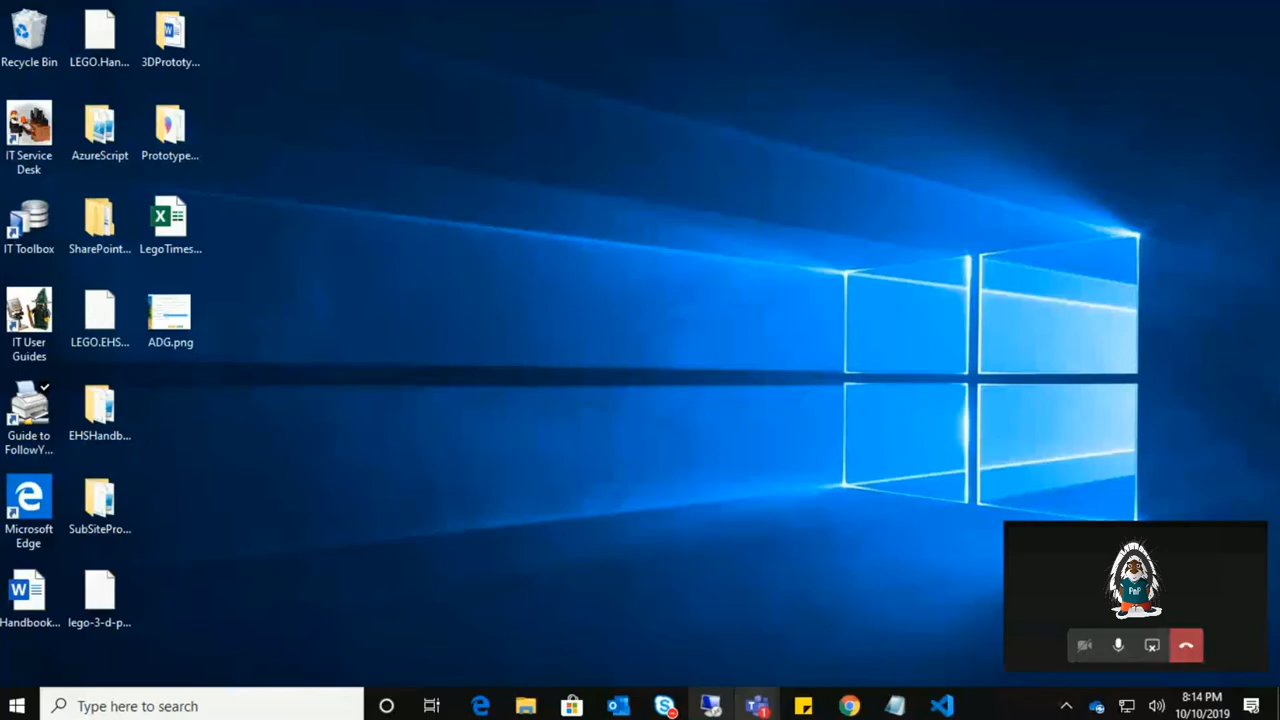 Recycle Bin
LEGO.Han...
3DPrototy...
IT Service
Desk
AzureScript
Prototype...
IT Toolbox
SharePoint...
LegoTimes...
IT User
Guides
LEGO.EHS...
ADG.png
Guide to
FollowY...
EHSHandb...
Microsoft
Edge
SubSitePro...
Handbook...
lego-3-d-p...
PnP
Type here to search
1
8:14 PM
10/10/2019